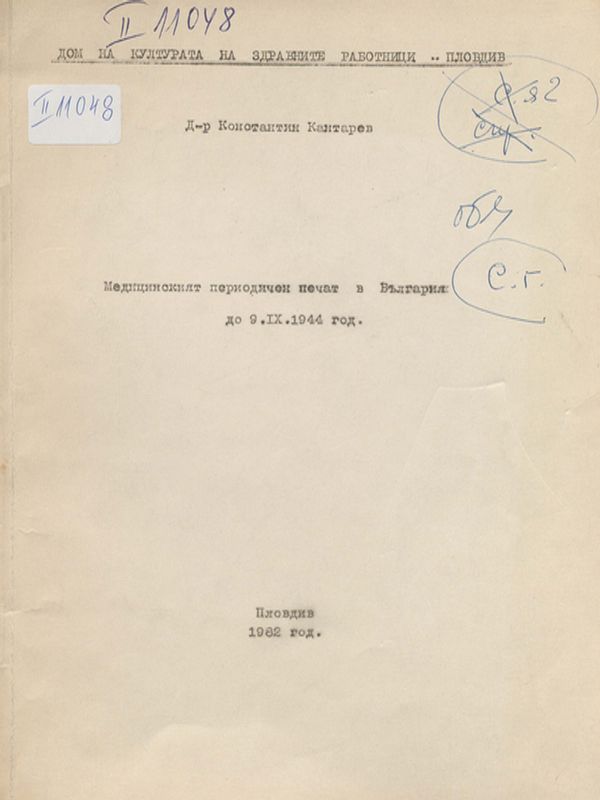 II 11048
ДОМ НА КУЛТУРАТА НА ЗДРАВНИТЕ РАБОТНИЦИ -- ПЛОВДИВ
II 11048
Д-р Константин Кантарев
Медицинският периодичен печат в България
до 9.IX.1944 год.
С. г.
Пловдив
1982 год.